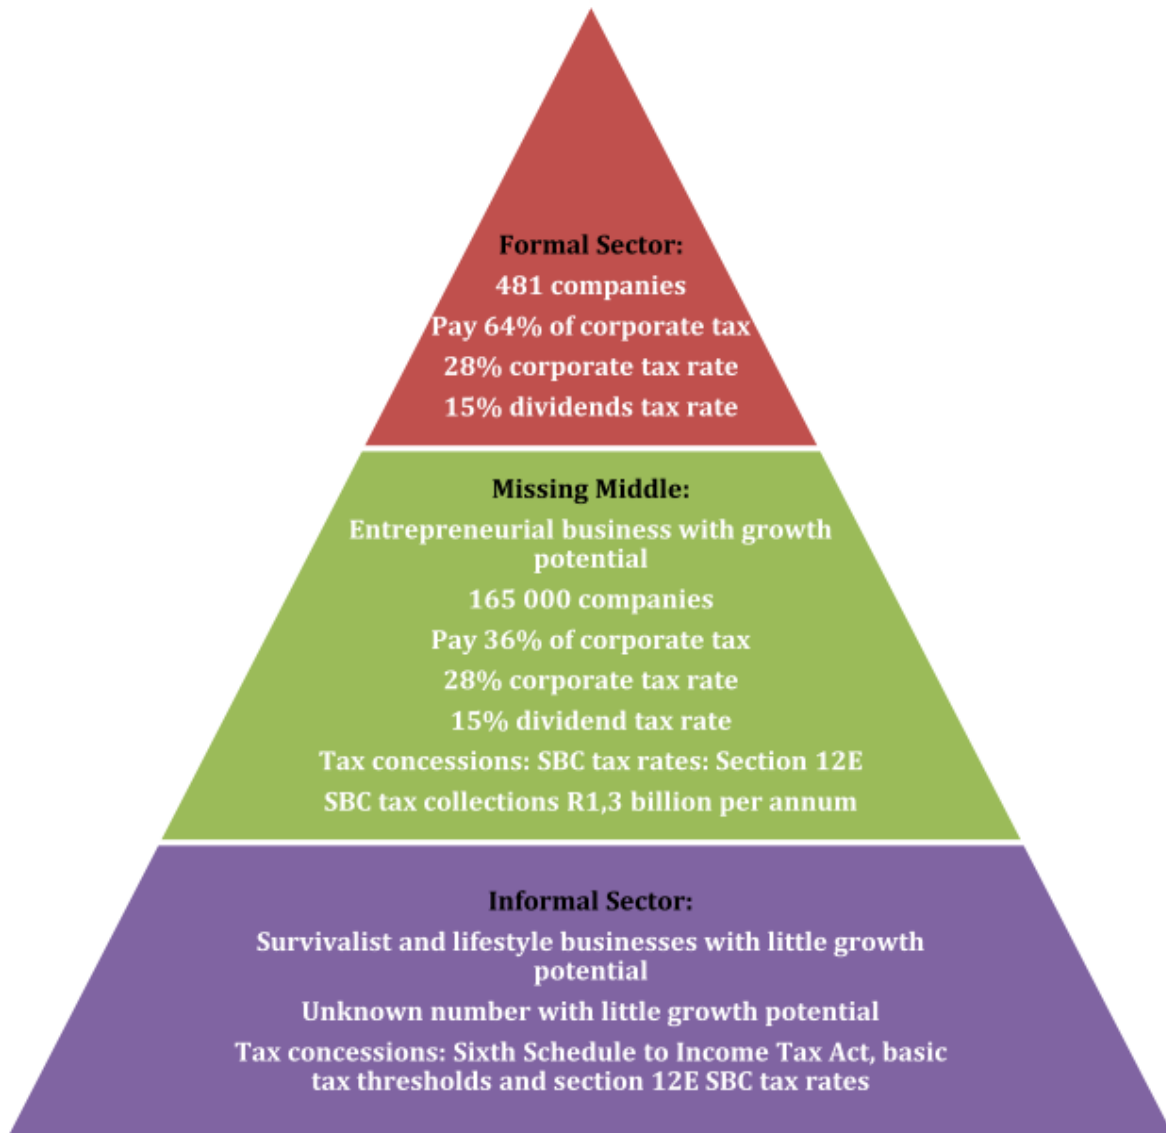 Formal Sector:
481 companies
Pay 64% of corporate tax
28% corporate tax rate
15% dividends tax rate
Missing Middle:
Entrepreneurial business with growth
potential
165 000 companies
Pay 36% of corporate tax
28% corporate tax rate
15% dividend tax rate
Tax concessions: SBC tax rates: Section 12E
SBC tax collections R1,3 billion per annum
Informal Sector:
Survivalist and lifestyle businesses with little growth
potential
Unknown number with little growth potential
Tax concessions: Sixth Schedule to Income Tax Act, basic
tax thresholds and section 12E SBC tax rates